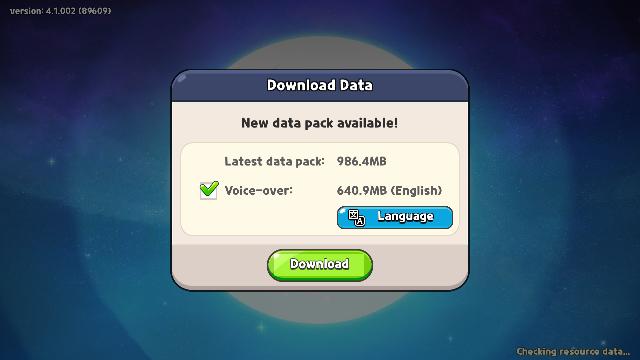 version: 4.1.002 (89609)
Download Data
New data pack available!
Latest data pack: 986.4MB
Voice-over: 640.9MB (English)
Language
Download
Checking resource data...